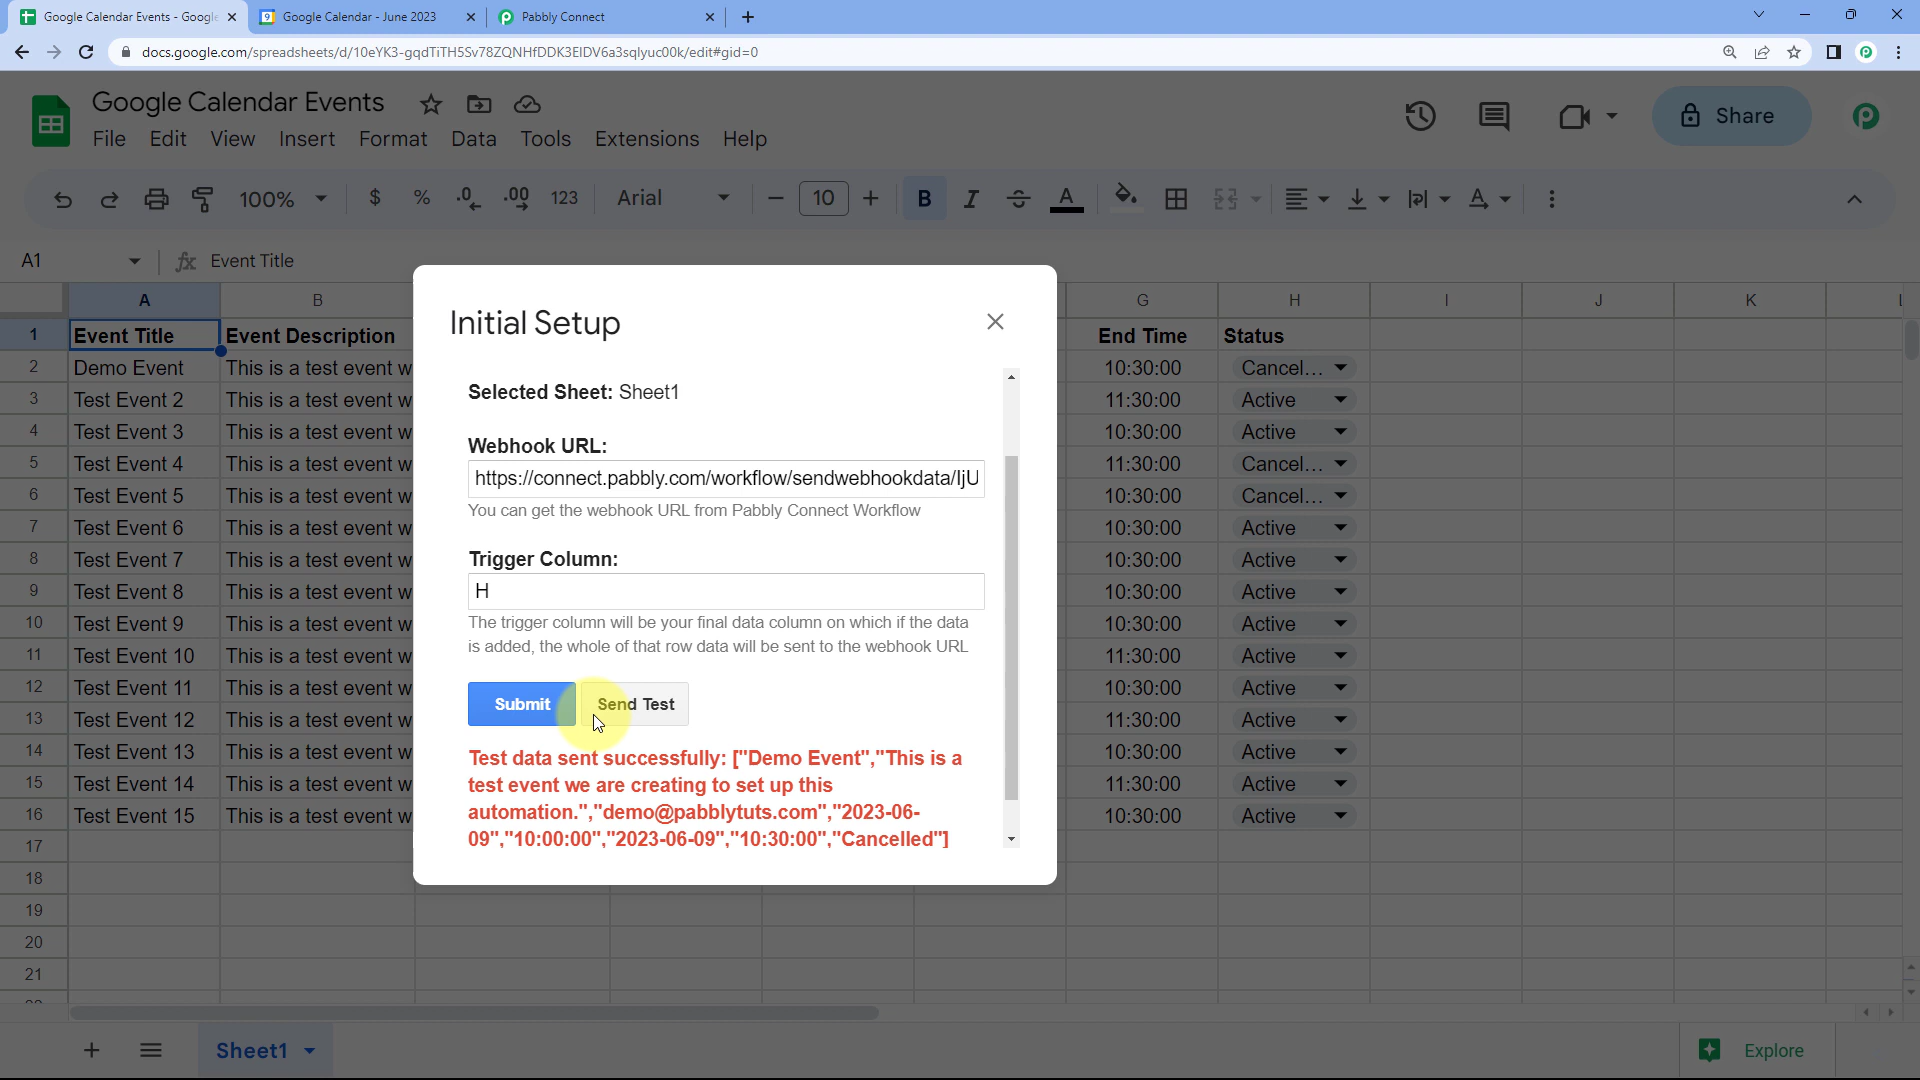 Google Calendar Events - Google
Google Calendar - June 2023
Pabbly Connect
docs.google.com/spreadsheets/d/10eYK3-gqdTiTH5Sv78ZQNHfDDK3EIDV6a3sqlyuc00k/edit#gid=0
Google Calendar Events
File Edit View Insert Format Data Tools Extensions Help
Share
100% $ % .0 .00 123 Arial 10 B I S A
A1 fx Event Title
A B G H I J K
1 Event Title Event Description End Time Status
2 Demo Event This is a test event w 10:30:00 Cancel...
3 Test Event 2 This is a test event w 11:30:00 Active
4 Test Event 3 This is a test event w 10:30:00 Active
5 Test Event 4 This is a test event w 11:30:00 Cancel...
6 Test Event 5 This is a test event w 10:30:00 Cancel...
7 Test Event 6 This is a test event w 10:30:00 Active
8 Test Event 7 This is a test event w 10:30:00 Active
9 Test Event 8 This is a test event w 10:30:00 Active
10 Test Event 9 This is a test event w 10:30:00 Active
11 Test Event 10 This is a test event w 11:30:00 Active
12 Test Event 11 This is a test event w 10:30:00 Active
13 Test Event 12 This is a test event w 11:30:00 Active
14 Test Event 13 This is a test event w 10:30:00 Active
15 Test Event 14 This is a test event w 11:30:00 Active
16 Test Event 15 This is a test event w 10:30:00 Active
17
18
19
20
21
Initial Setup
Selected Sheet: Sheet1
Webhook URL:
https://connect.pabbly.com/workflow/sendwebhookdata/IjU
You can get the webhook URL from Pabbly Connect Workflow
Trigger Column:
H
The trigger column will be your final data column on which if the data
is added, the whole of that row data will be sent to the webhook URL
Submit Send Test
Test data sent successfully: ["Demo Event","This is a
test event we are creating to set up this
automation.","demo@pabblytuts.com","2023-06-
09","10:00:00","2023-06-09","10:30:00","Cancelled"]
Sheet1
Explore